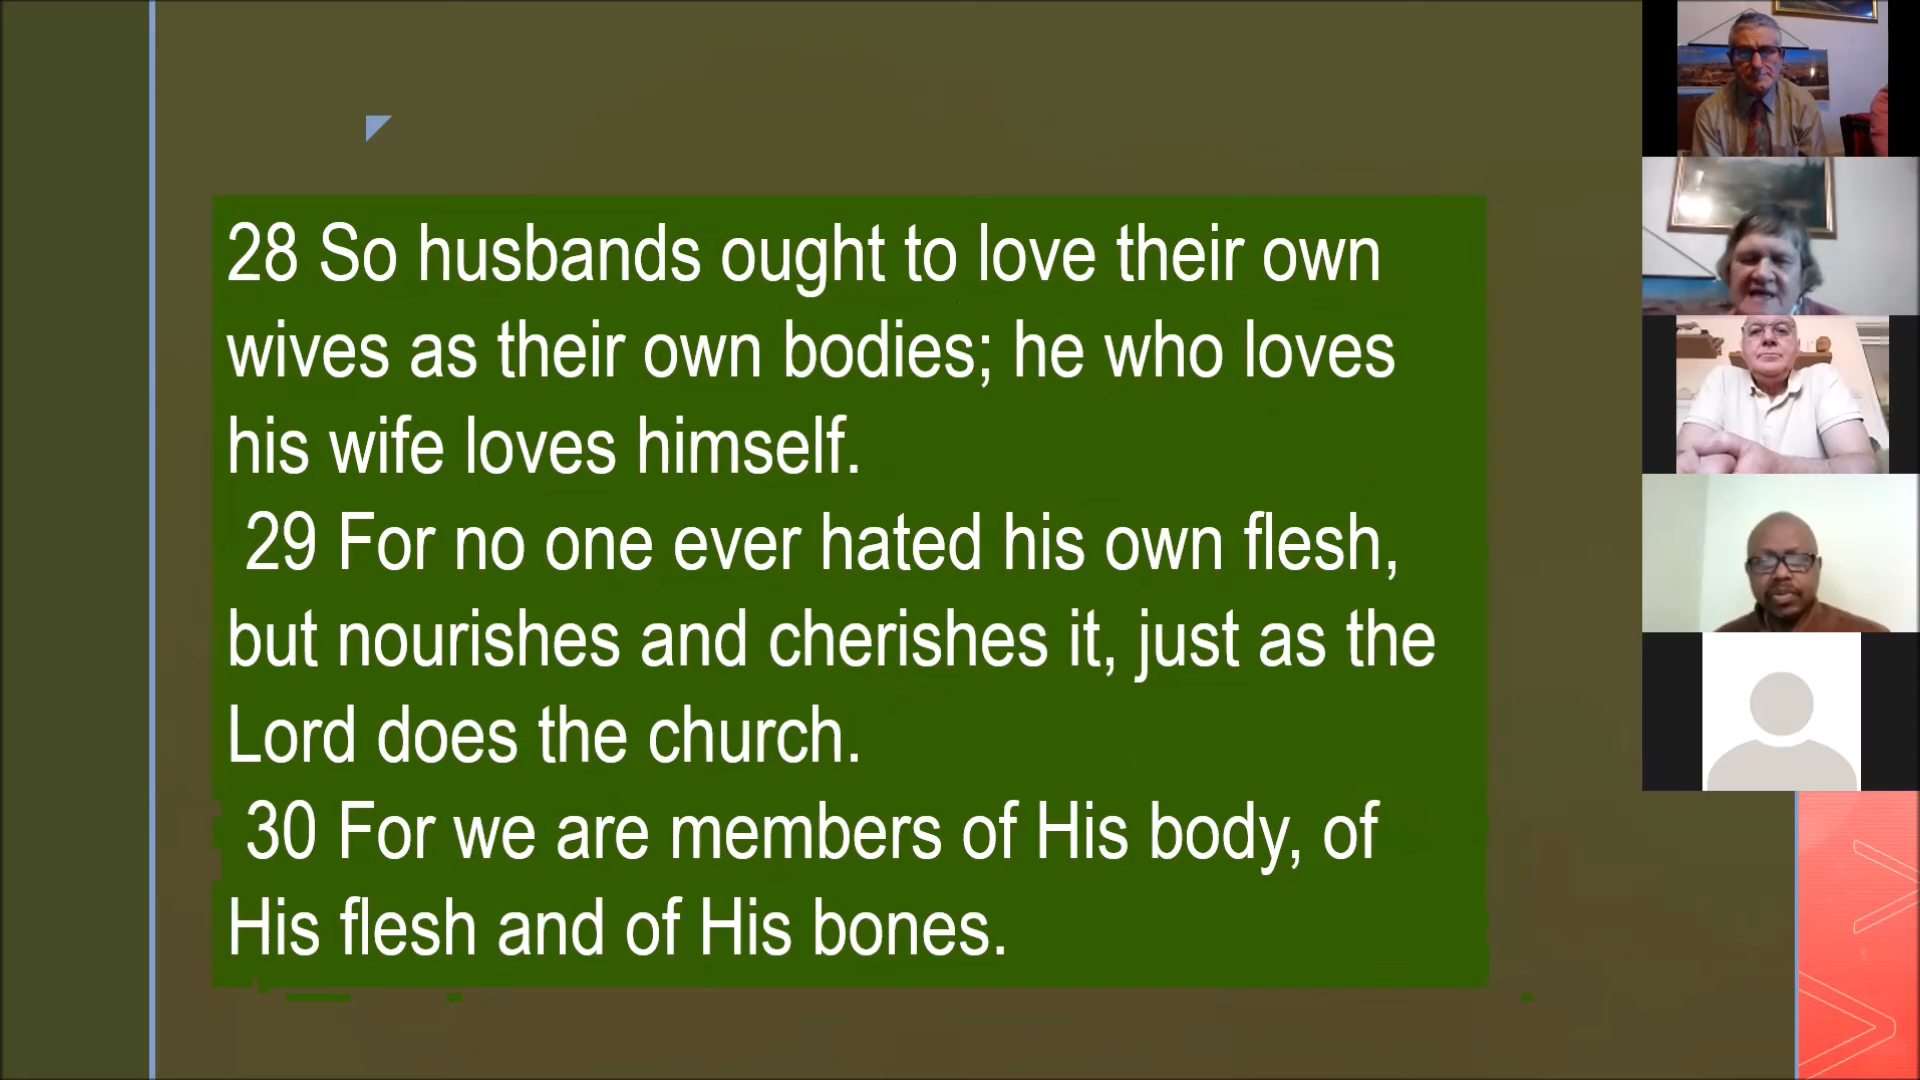 28 So husbands ought to love their own
wives as their own bodies; he who loves
his wife loves himself.
29 For no one ever hated his own flesh,
but nourishes and cherishes it, just as the
Lord does the church.
30 For we are members of His body, of
His flesh and of His bones.